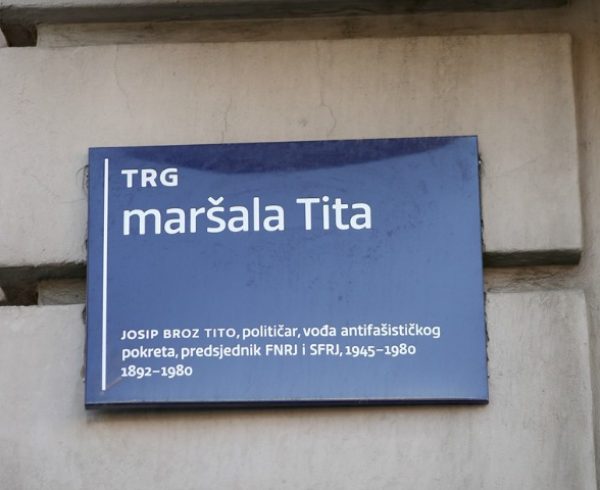 TRG
maršala Tita
JOSIP BROZ TITO, političar, vođa antifašističkog
pokreta, predsjednik FNRJ i SFRJ, 1945–1980
1892–1980